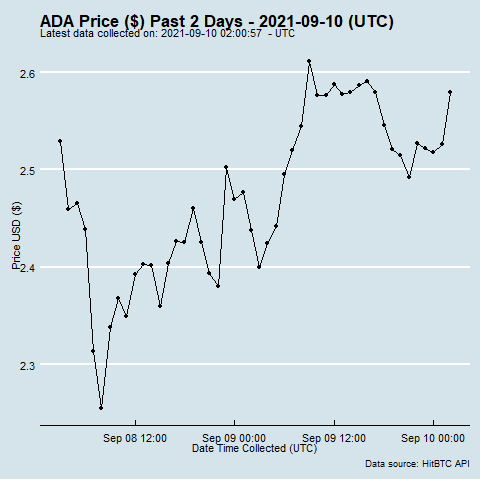 ADA Price ($) Past 2 Days - 2021-09-10 (UTC)
Latest data collected on: 2021-09-10 02:00:57 - UTC
2.6
2.5
2.4
2.3
Price USD ($)
Sep 08 12:00 Sep 09 00:00 Sep 09 12:00 Sep 10 00:00
Date Time Collected (UTC)
Data source: HitBTC API